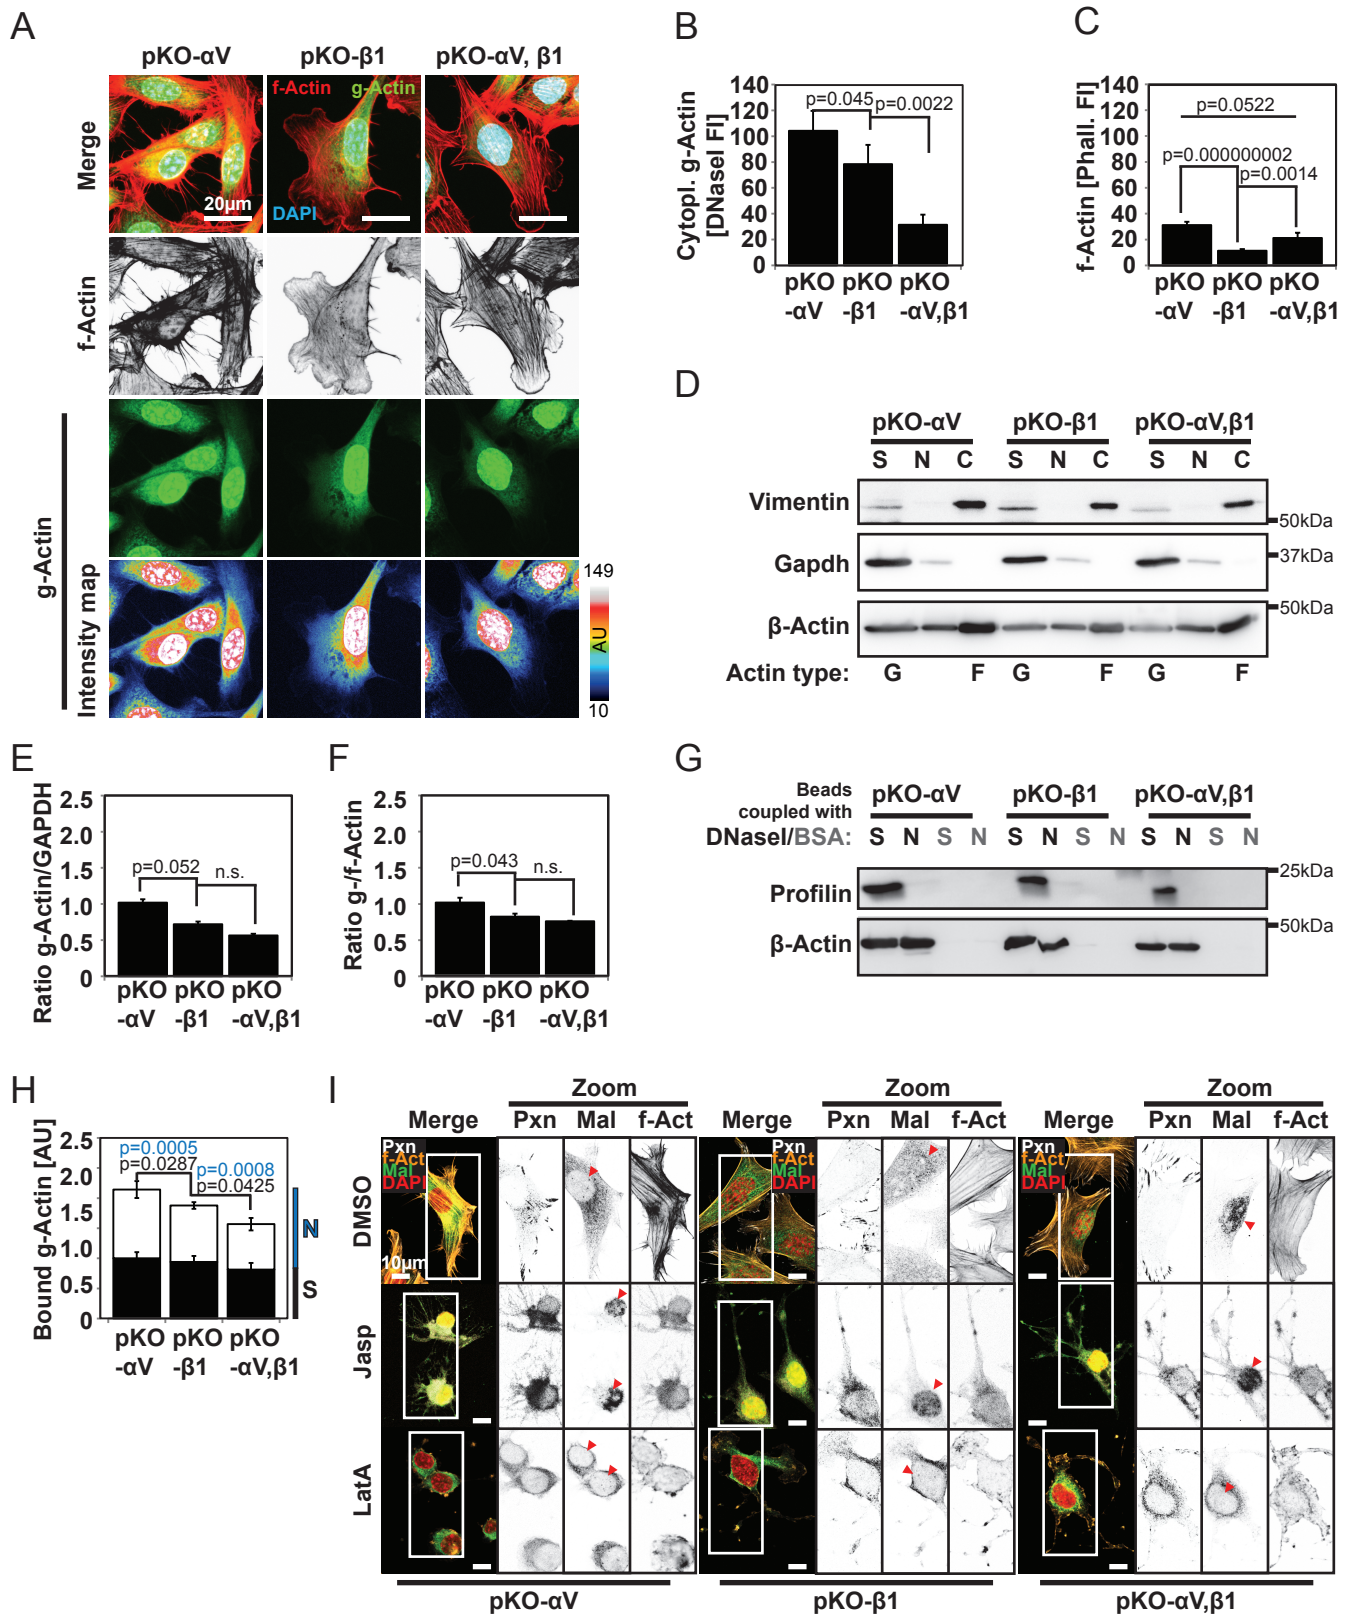 A
pKO-αV
pKO-β1
pKO-αV, β1
Merge
f-Actin
g-Actin
20µm
DAPI
f-Actin
g-Actin
Intensity map
149
AU
10
B
Cytopl. g-Actin
[DNaseI FI]
140
120
100
80
60
40
20
0
p=0.045
p=0.0022
pKO
-αV
pKO
-β1
pKO
-αV,β1
C
f-Actin [Phall. FI]
140
120
100
80
60
40
20
0
p=0.0522
p=0.000000002
p=0.0014
pKO
-αV
pKO
-β1
pKO
-αV,β1
D
pKO-αV
pKO-β1
pKO-αV,β1
S N C S N C S N C
Vimentin
50kDa
Gapdh
37kDa
β-Actin
50kDa
Actin type: G F G F G F
E
Ratio g-Actin/GAPDH
2.5
2.0
1.5
1.0
0.5
0
p=0.052
n.s.
pKO
-αV
pKO
-β1
pKO
-αV,β1
F
Ratio g-/f-Actin
2.5
2.0
1.5
1.0
0.5
0
p=0.043
n.s.
pKO
-αV
pKO
-β1
pKO
-αV,β1
G
Beads
coupled with
DNaseI/BSA:
pKO-αV
pKO-β1
pKO-αV,β1
S N S N S N S N S N S N
Profilin
25kDa
β-Actin
50kDa
H
Bound g-Actin [AU]
2.5
2.0
1.5
1.0
0.5
0
p=0.0005
p=0.0287
p=0.0008
p=0.0425
N
S
pKO
-αV
pKO
-β1
pKO
-αV,β1
I
Zoom
Zoom
Zoom
Merge Pxn Mal f-Act
Merge Pxn Mal f-Act
Merge Pxn Mal f-Act
DMSO
Pxn
f-Act
Mal
DAPI
10µm
Pxn
f-Act
Mal
DAPI
Pxn
f-Act
Mal
DAPI
Jasp
LatA
pKO-αV
pKO-β1
pKO-αV,β1